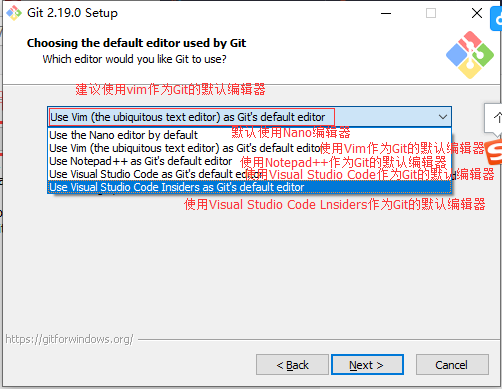 Git 2.19.0 Setup
Choosing the default editor used by Git
Which editor would you like Git to use?
建议使用vim作为Git的默认编辑器
Use Vim (the ubiquitous text editor) as Git's default editor
Use the Nano editor by default
默认使用Nano编辑器
Use Vim (the ubiquitous text editor) as Git's default edito
使用Vim作为Git的默认编辑器
Use Notepad++ as Git's default editor
使用Notepad++作为Git的默认编辑器
Use Visual Studio Code as Git's default editor
使用Visual Studio Code作为Git的默认编辑器
Use Visual Studio Code Insiders as Git's default editor
使用Visual Studio Code Lnsiders作为Git的默认编辑器
https://gitforwindows.org/
< Back
Next >
Cancel